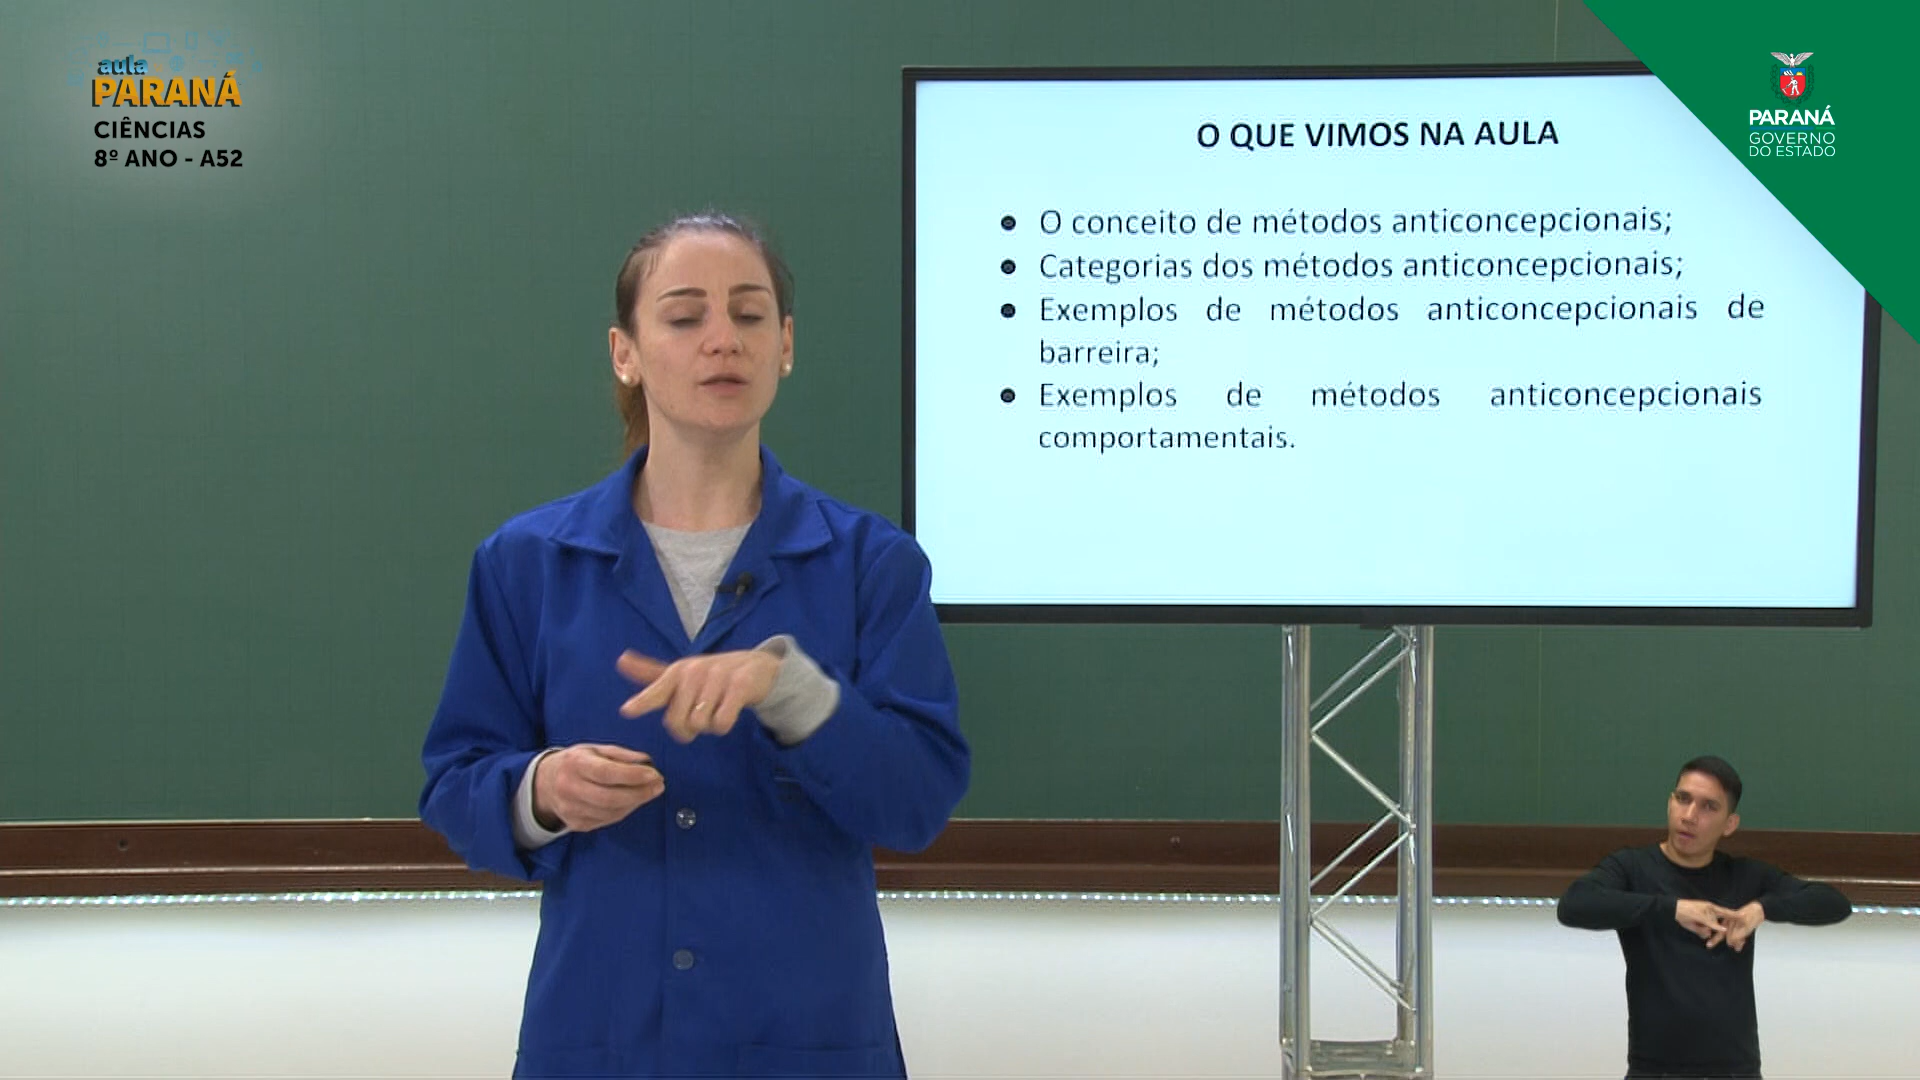 aula
PARANÁ
CIÊNCIAS
8º ANO - A52
PARANÁ
GOVERNO
DO ESTADO
O QUE VIMOS NA AULA
O conceito de métodos anticoncepcionais;
Categorias dos métodos anticoncepcionais;
Exemplos de métodos anticoncepcionais de
barreira;
Exemplos de métodos anticoncepcionais
comportamentais.